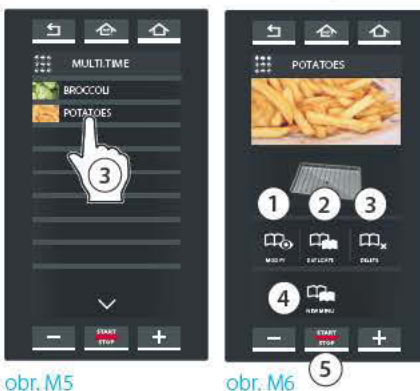 MULTI.TIME
BROCCOLI
POTATOES
3
START
STOP
obr. M5
POTATOES
1
2
3
MODIFY
DUPLICATE
DELETE
4
NEW MENU
START
STOP
5
obr. M6